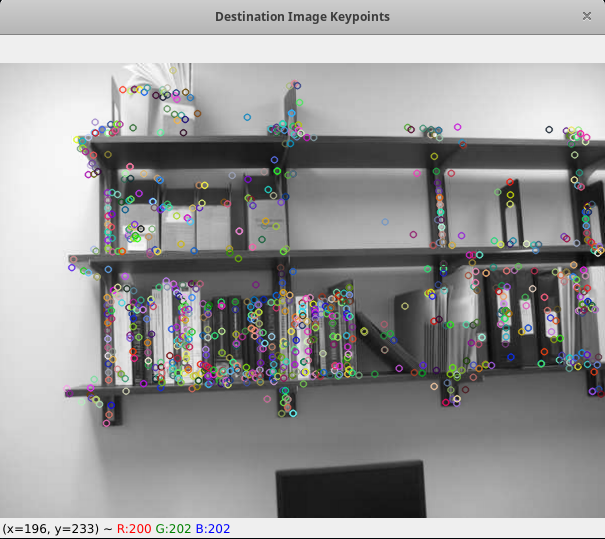 Destination Image Keypoints
(x=196, y=233) ~ R:200 G:202 B:202